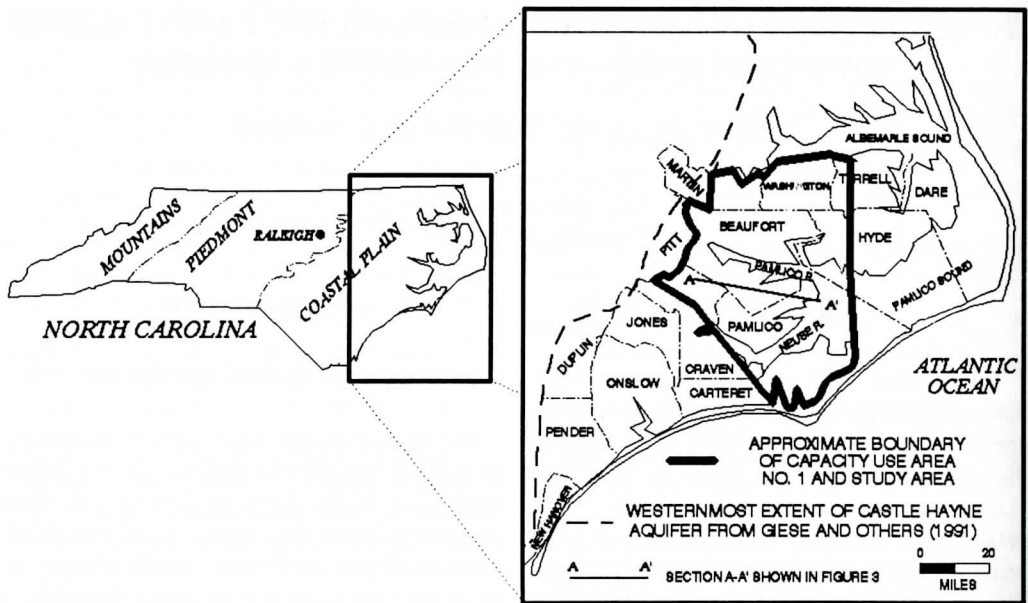 MOUNTAINS
PIEDMONT
RALEIGH
COASTAL PLAIN
NORTH CAROLINA
ALBEMARLE SOUND
MARTIN
WASHINGTON
TYRRELL
DARE
PITT
BEAUFORT
HYDE
PAMLICO R.
PAMLICO SOUND
A
A'
JONES
PAMLICO
NEUSE R.
DUPLIN
ONSLOW
CRAVEN
CARTERET
PENDER
NEW HANOVER
ATLANTIC
OCEAN
APPROXIMATE BOUNDARY
OF CAPACITY USE AREA
NO. 1 AND STUDY AREA
WESTERNMOST EXTENT OF CASTLE HAYNE
AQUIFER FROM GIESE AND OTHERS (1991)
A A' SECTION A-A' SHOWN IN FIGURE 3
0 20
MILES